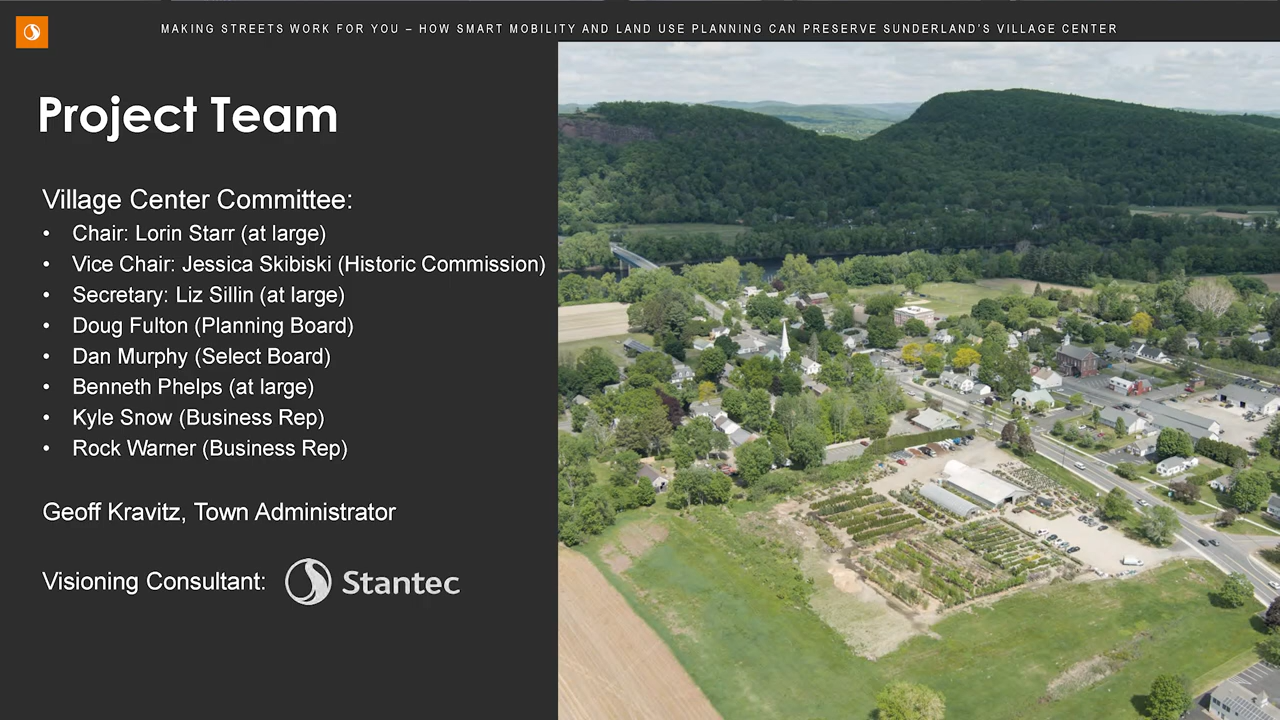 MAKING STREETS WORK FOR YOU – HOW SMART MOBILITY AND LAND USE PLANNING CAN PRESERVE SUNDERLAND'S VILLAGE CENTER
Project Team
Village Center Committee:
• Chair: Lorin Starr (at large)
• Vice Chair: Jessica Skibiski (Historic Commission)
• Secretary: Liz Sillin (at large)
• Doug Fulton (Planning Board)
• Dan Murphy (Select Board)
• Benneth Phelps (at large)
• Kyle Snow (Business Rep)
• Rock Warner (Business Rep)
Geoff Kravitz, Town Administrator
Visioning Consultant: Stantec